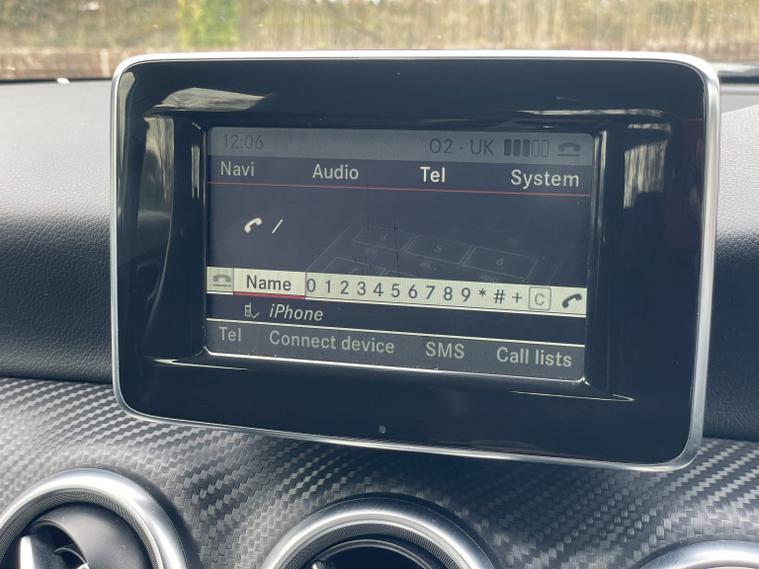 12:06 O2 - UK
Navi Audio Tel System
/
Name 0 1 2 3 4 5 6 7 8 9 * # + C
iPhone
Tel Connect device SMS Call lists